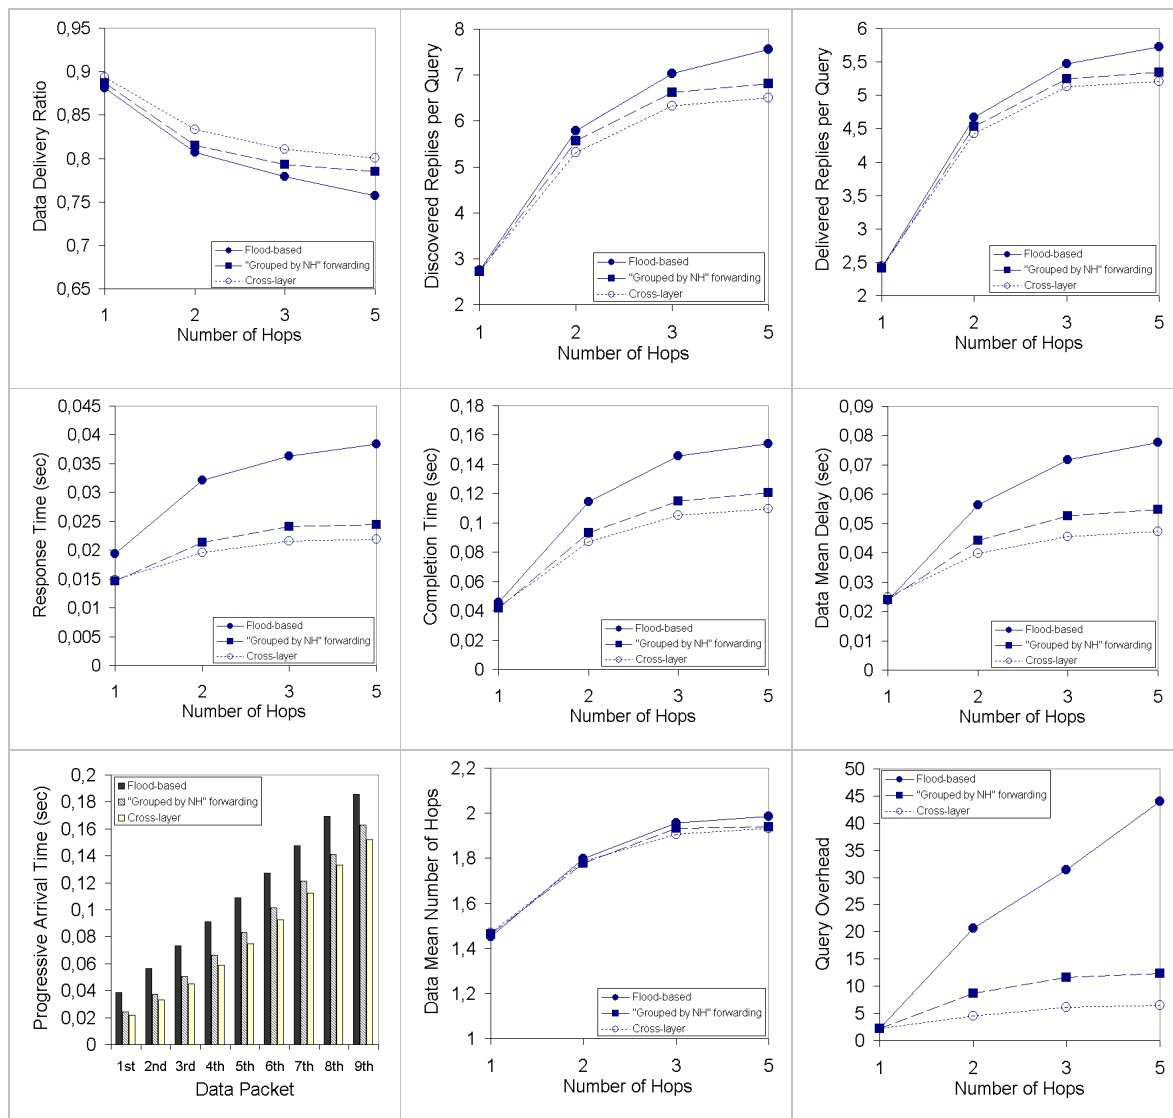 0,95
0,9
0,85
0,8
0,75
0,7
0,65
Data Delivery Ratio
Flood-based
"Grouped by NH" forwarding
Cross-layer
1 2 3 5
Number of Hops
8
7
6
5
4
3
2
Discovered Replies per Query
Flood-based
"Grouped by NH" forwarding
Cross-layer
1 2 3 5
Number of Hops
6
5,5
5
4,5
4
3,5
3
2,5
2
Delivered Replies per Query
Flood-based
"Grouped by NH" forwarding
Cross-layer
1 2 3 5
Number of Hops
0,045
0,04
0,035
0,03
0,025
0,02
0,015
0,01
0,005
0
Response Time (sec)
Flood-based
"Grouped by NH" forwarding
Cross-layer
1 2 3 5
Number of Hops
0,18
0,16
0,14
0,12
0,1
0,08
0,06
0,04
0,02
0
Completion Time (sec)
Flood-based
"Grouped by NH" forwarding
Cross-layer
1 2 3 5
Number of Hops
0,09
0,08
0,07
0,06
0,05
0,04
0,03
0,02
0,01
0
Data Mean Delay (sec)
Flood-based
"Grouped by NH" forwarding
Cross-layer
1 2 3 5
Number of Hops
0,2
0,18
0,16
0,14
0,12
0,1
0,08
0,06
0,04
0,02
0
Progressive Arrival Time (sec)
Flood-based
"Grouped by NH" forwarding
Cross-layer
1st 2nd 3rd 4th 5th 6th 7th 8th 9th
Data Packet
2,2
2
1,8
1,6
1,4
1,2
1
Data Mean Number of Hops
Flood-based
"Grouped by NH" forwarding
Cross-layer
1 2 3 5
Number of Hops
50
45
40
35
30
25
20
15
10
5
0
Query Overhead
Flood-based
"Grouped by NH" forwarding
Cross-layer
1 2 3 5
Number of Hops